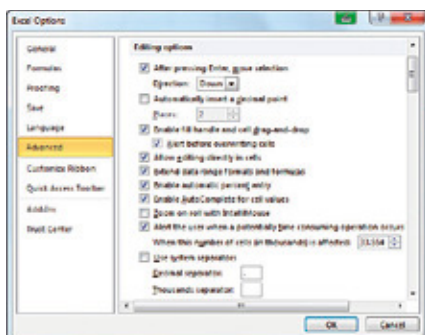 Excel Options
General
Formulas
Proofing
Save
Language
Advanced
Customize Ribbon
Quick Access Toolbar
Add-Ins
Trust Center
Editing options
After pressing Enter, move selection
Direction: Down
Automatically insert a decimal point
Places: 2
Enable fill handle and cell drag-and-drop
Alert before overwriting cells
Allow editing directly in cells
Extend data range formats and formulas
Enable automatic percent entry
Enable AutoComplete for cell values
Zoom on roll with IntelliMouse
Alert the user when a potentially time consuming operation occurs
When this number of cells (in thousands) is affected:
Use system separators
Decimal separator:
Thousands separator:
OK
Cancel